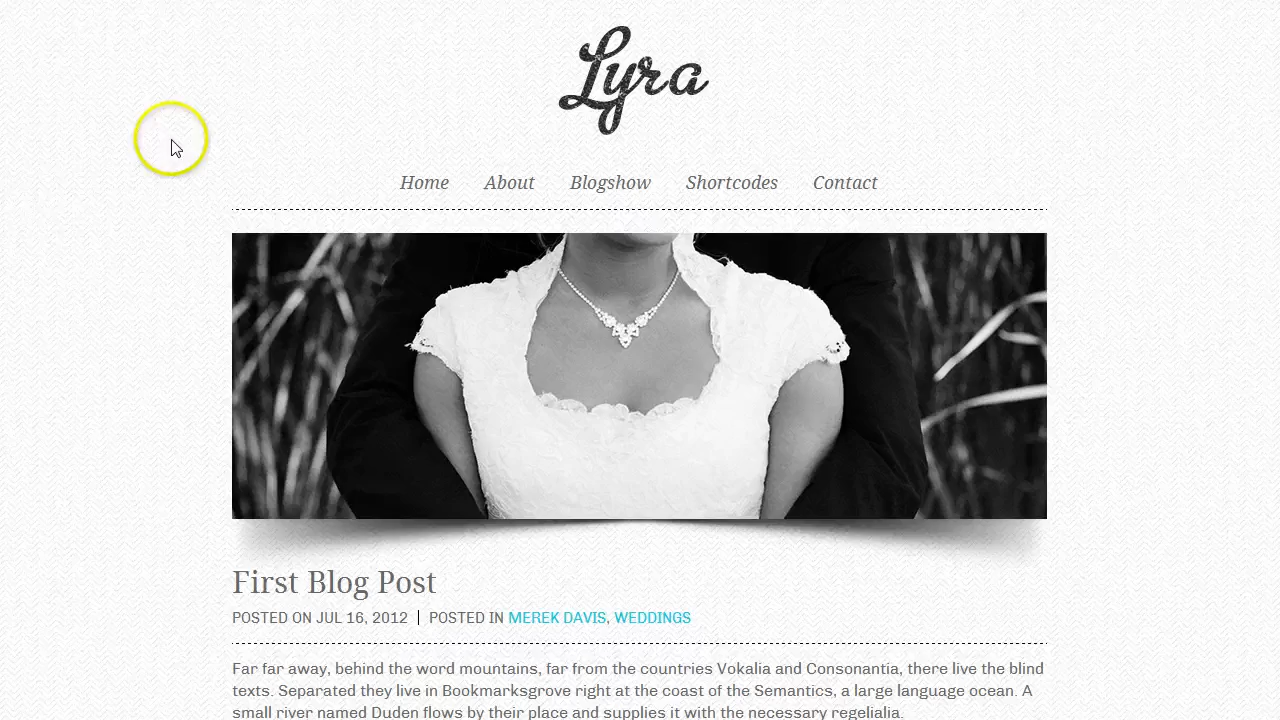 Lyra
Home About Blogshow Shortcodes Contact
First Blog Post
POSTED ON JUL 16, 2012 | POSTED IN MEREK DAVIS, WEDDINGS
Far far away, behind the word mountains, far from the countries Vokalia and Consonantia, there live the blind
texts. Separated they live in Bookmarksgrove right at the coast of the Semantics, a large language ocean. A
small river named Duden flows by their place and supplies it with the necessary regelialia.